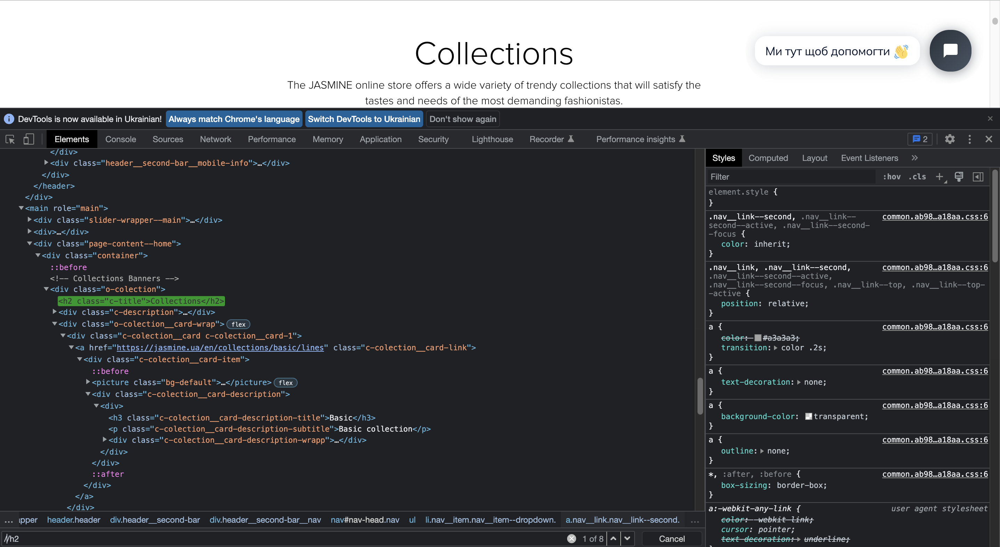 Collections
Ми тут щоб допомогти 👋
The JASMINE online store offers a wide variety of trendy collections that will satisfy the
tastes and needs of the most demanding fashionistas.
DevTools is now available in Ukrainian! Always match Chrome's language Switch DevTools to Ukrainian Don't show again
Elements Console Sources Network Performance Memory Application Security Lighthouse Recorder Performance insights 2
</div>
<div class="header__second-bar__mobile-info">…</div>
</div>
</header>
</div>
<main role="main">
<div class="slider-wrapper--main">…</div>
<div>…</div>
<div class="page-content--home">
<div class="container">
::before
<!-- Collections Banners -->
<div class="o-colection">
<h2 class="c-title">Collections</h2>
<div class="c-description">…</div>
<div class="o-colection__card-wrap"> flex
<div class="c-colection__card c-colection__card-1">
<a href="https://jasmine.ua/en/collections/basic/lines" class="c-colection__card-link">
<div class="c-colection__card-item">
::before
<picture class="bg-default">…</picture> flex
<div class="c-colection__card-description">
<div>
<h3 class="c-colection__card-description-title">Basic</h3>
<p class="c-colection__card-description-subtitle">Basic collection</p>
<div class="c-colection__card-description-wrapp">…</div>
</div>
</div>
::after
</div>
</a>
</div>
… apper header.header div.header__second-bar div.header__second-bar__nav nav#nav-head.nav ul li.nav__item.nav__item--dropdown. a.nav__link.nav__link--second. …
//h2 1 of 8 Cancel
Styles Computed Layout Event Listeners »
Filter :hov .cls +
element.style {
}
.nav__link--second, .nav__link-- common.ab98…a18aa.css:6
second--active, .nav__link--second-
-focus {
color: inherit;
}
.nav__link, .nav__link--second, common.ab98…a18aa.css:6
.nav__link--second--active,
.nav__link--second--focus, .nav__link--top, .nav__link--top-
-active {
position: relative;
}
a { common.ab98…a18aa.css:6
color: #a3a3a3;
transition: color .2s;
}
a { common.ab98…a18aa.css:6
text-decoration: none;
}
a { common.ab98…a18aa.css:6
background-color: transparent;
}
a { common.ab98…a18aa.css:6
outline: none;
}
*, :after, :before { common.ab98…a18aa.css:6
box-sizing: border-box;
}
a:-webkit-any-link { user agent stylesheet
color: -webkit-link;
cursor: pointer;
text-decoration: underline;